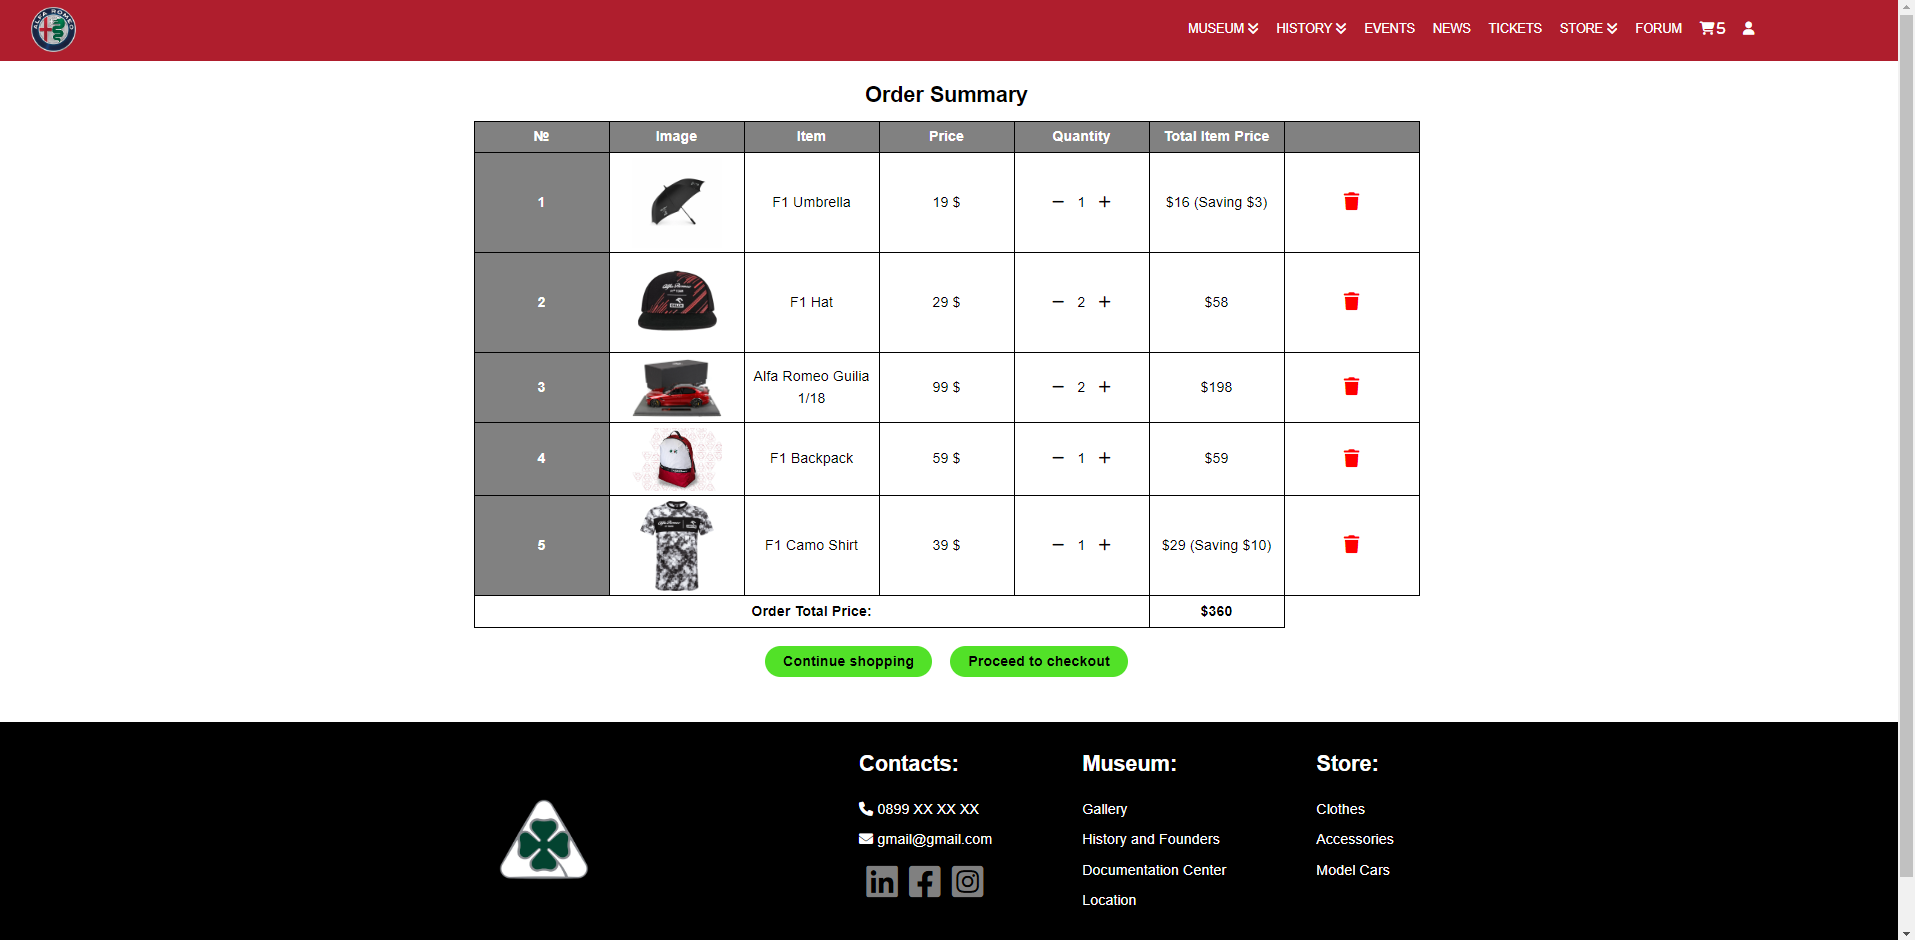 ALFA ROMEO
MUSEUM HISTORY EVENTS NEWS TICKETS STORE FORUM 5
Order Summary
№ Image Item Price Quantity Total Item Price
1 F1 Umbrella 19 $ − 1 + $16 (Saving $3)
2 F1 Hat 29 $ − 2 + $58
3 Alfa Romeo Guilia 99 $ − 2 + $198
1/18
4 F1 Backpack 59 $ − 1 + $59
5 F1 Camo Shirt 39 $ − 1 + $29 (Saving $10)
Order Total Price: $360
Continue shopping Proceed to checkout
Contacts: Museum: Store:
0899 XX XX XX Gallery Clothes
gmail@gmail.com History and Founders Accessories
Documentation Center Model Cars
Location